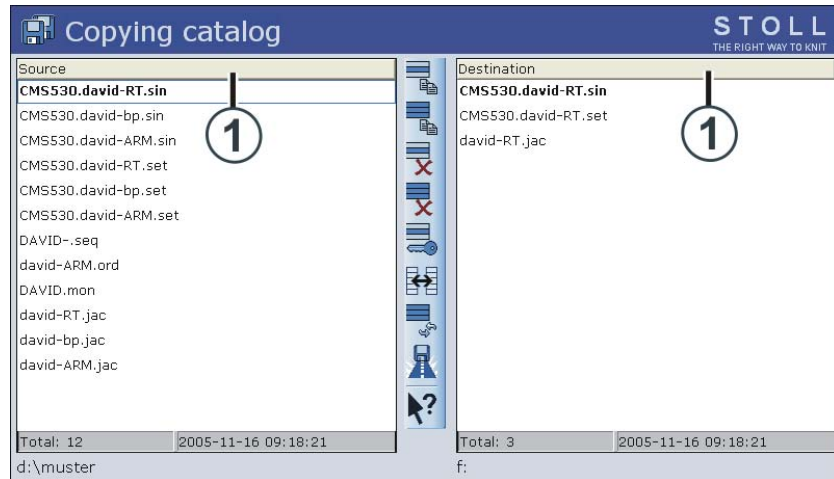 Copying catalog
STOLL
THE RIGHT WAY TO KNIT
Source
CMS530.david-RT.sin
CMS530.david-bp.sin
CMS530.david-ARM.sin
CMS530.david-RT.set
CMS530.david-bp.set
CMS530.david-ARM.set
DAVID-.seq
david-ARM.ord
DAVID.mon
david-RT.jac
david-bp.jac
david-ARM.jac
1
Total: 12
2005-11-16 09:18:21
d:\muster
?
Destination
CMS530.david-RT.sin
CMS530.david-RT.set
david-RT.jac
1
Total: 3
2005-11-16 09:18:21
f: